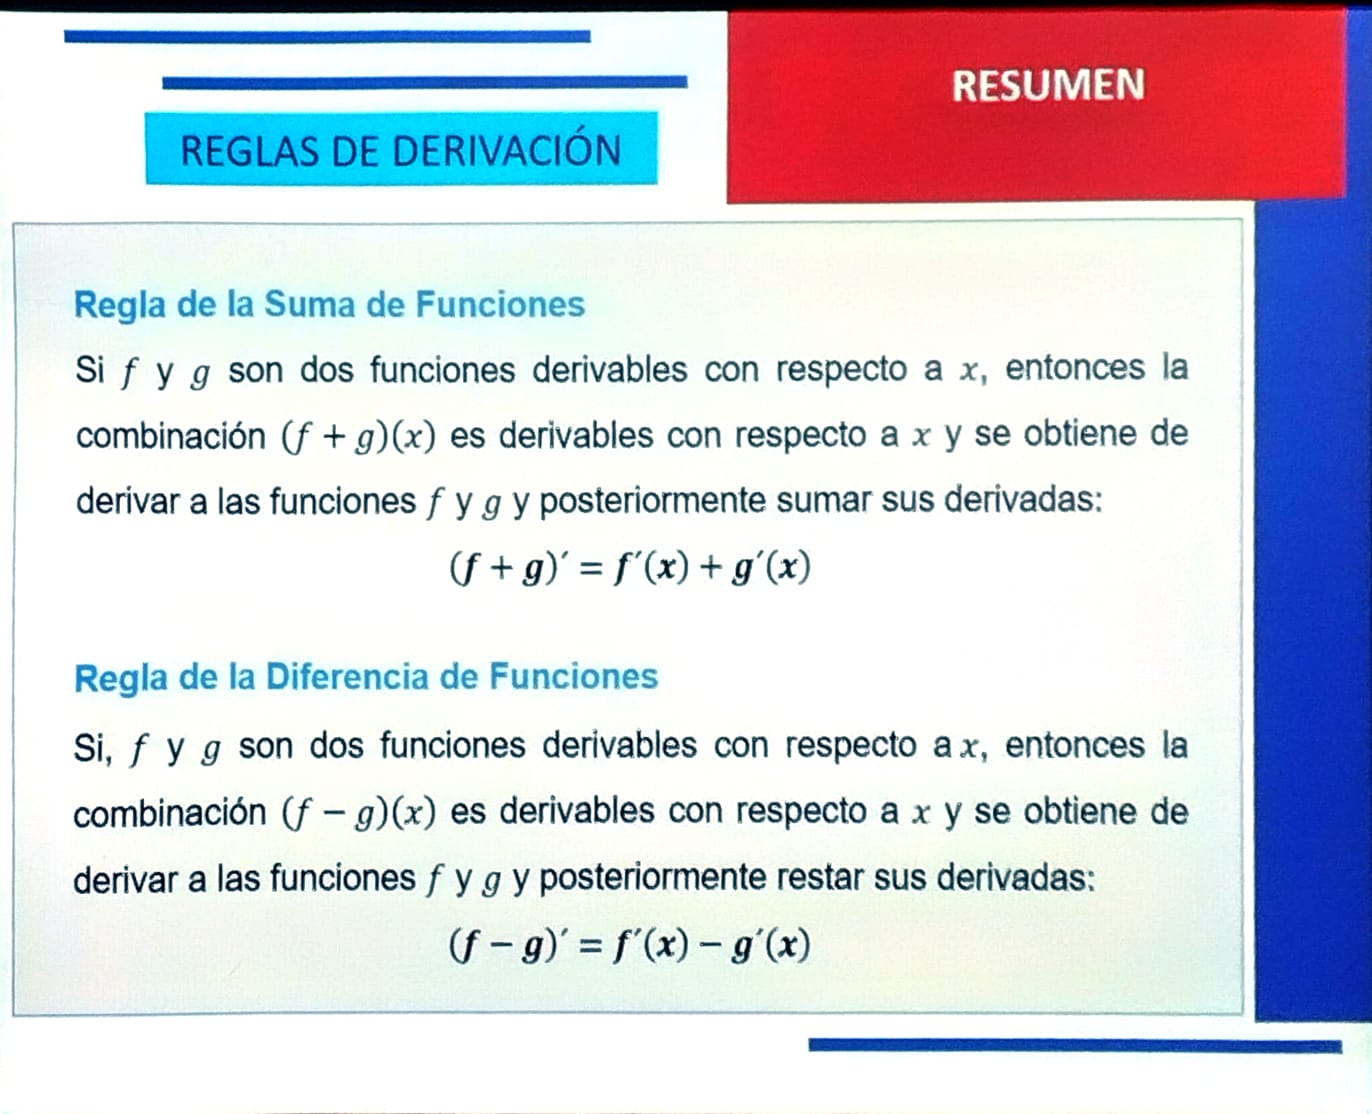 RESUMEN
REGLAS DE DERIVACIÓN
Regla de la Suma de Funciones
Si f y g son dos funciones derivables con respecto a x, entonces la
combinación (f + g)(x) es derivables con respecto a x y se obtiene de
derivar a las funciones f y g y posteriormente sumar sus derivadas:
(f + g)′ = f′(x) + g′(x)
Regla de la Diferencia de Funciones
Si, f y g son dos funciones derivables con respecto a x, entonces la
combinación (f − g)(x) es derivables con respecto a x y se obtiene de
derivar a las funciones f y g y posteriormente restar sus derivadas:
(f − g)′ = f′(x) − g′(x)